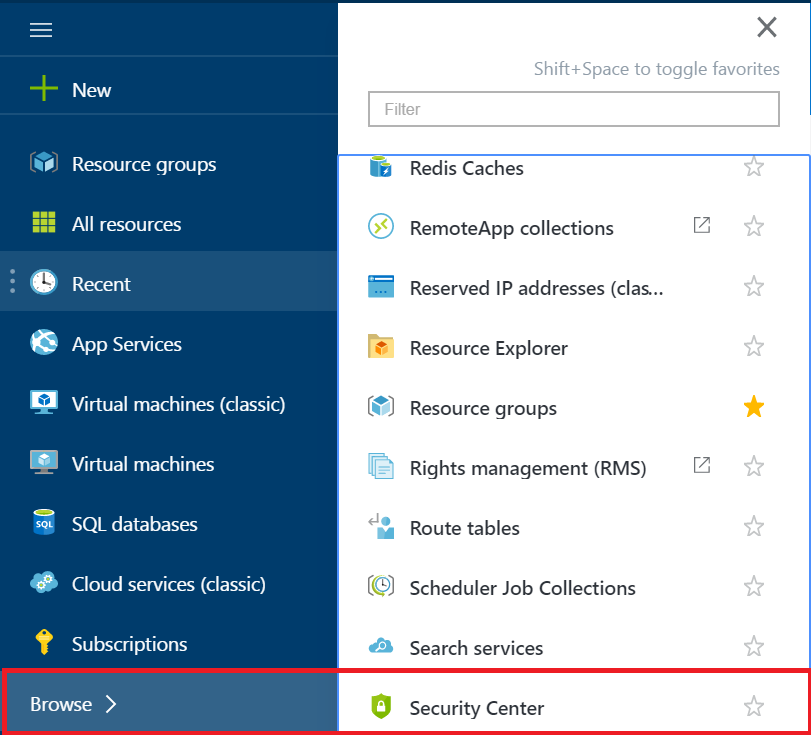 New
Resource groups
All resources
Recent
App Services
Virtual machines (classic)
Virtual machines
SQL
SQL databases
Cloud services (classic)
Subscriptions
Browse
Shift+Space to toggle favorites
Filter
Redis Caches
RemoteApp collections
Reserved IP addresses (clas...
Resource Explorer
Resource groups
Rights management (RMS)
Route tables
Scheduler Job Collections
Search services
Security Center